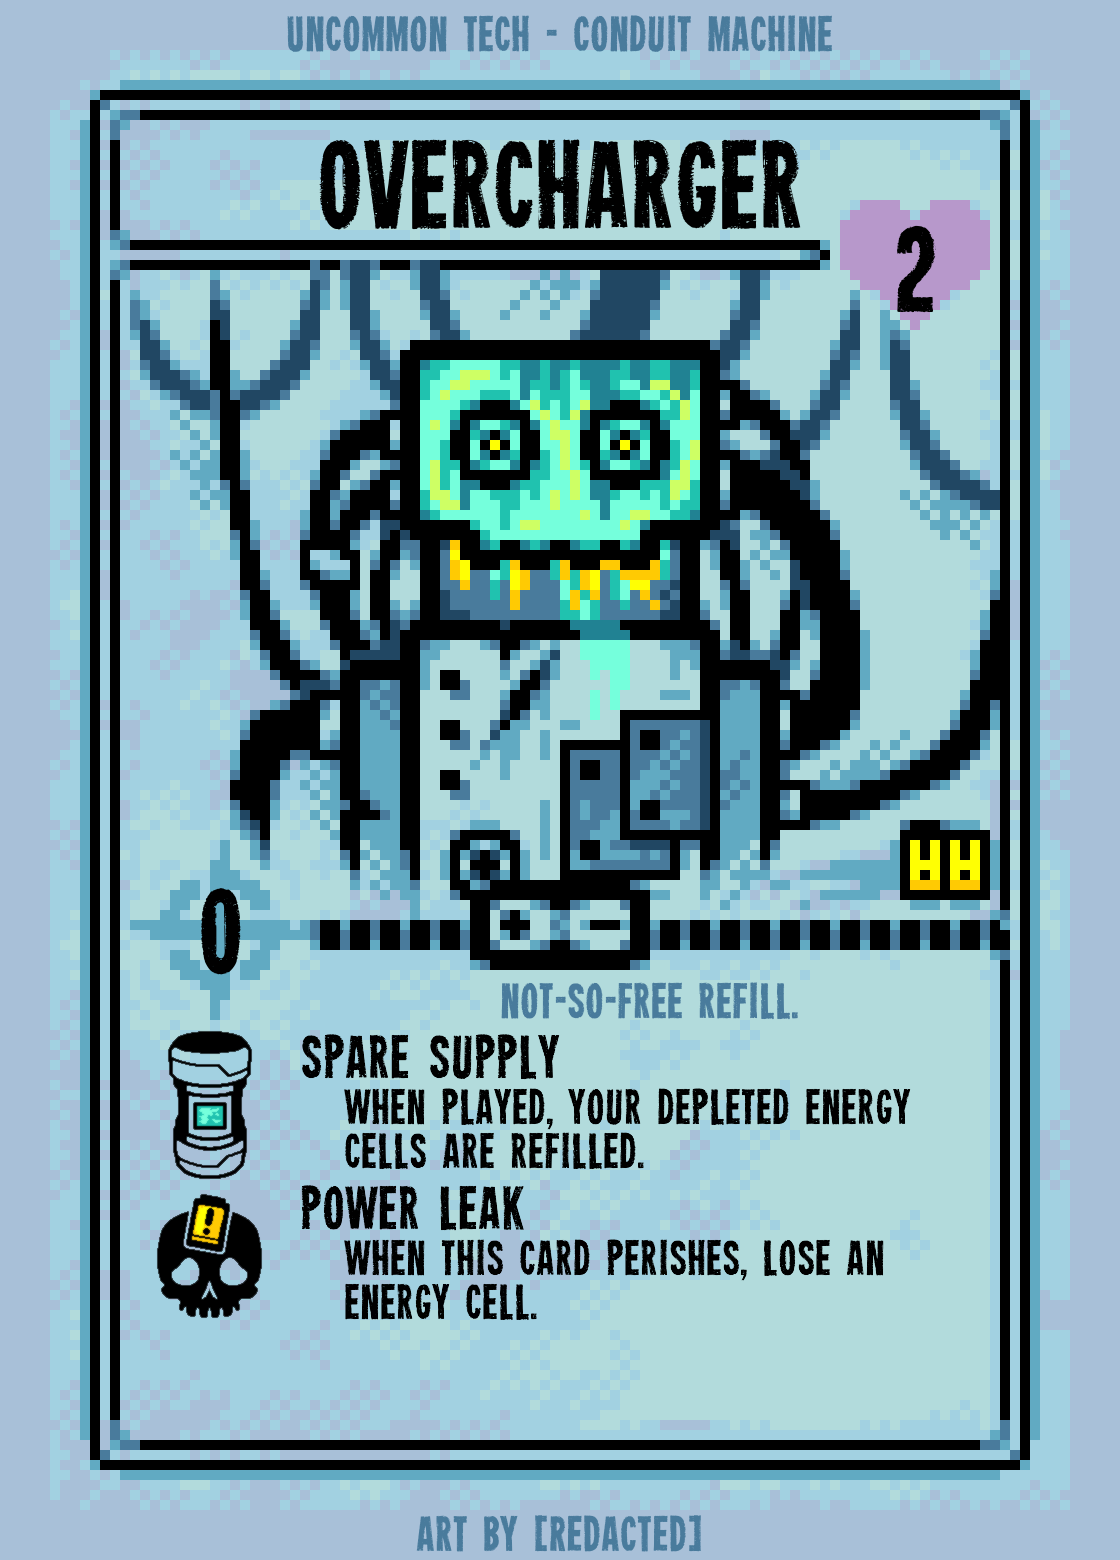 UNCOMMON TECH - CONDUIT MACHINE
OVERCHARGER
2
0
NOT-SO-FREE REFILL.
SPARE SUPPLY
WHEN PLAYED, YOUR DEPLETED ENERGY
CELLS ARE REFILLED.
POWER LEAK
WHEN THIS CARD PERISHES, LOSE AN
ENERGY CELL.
ART BY [REDACTED]